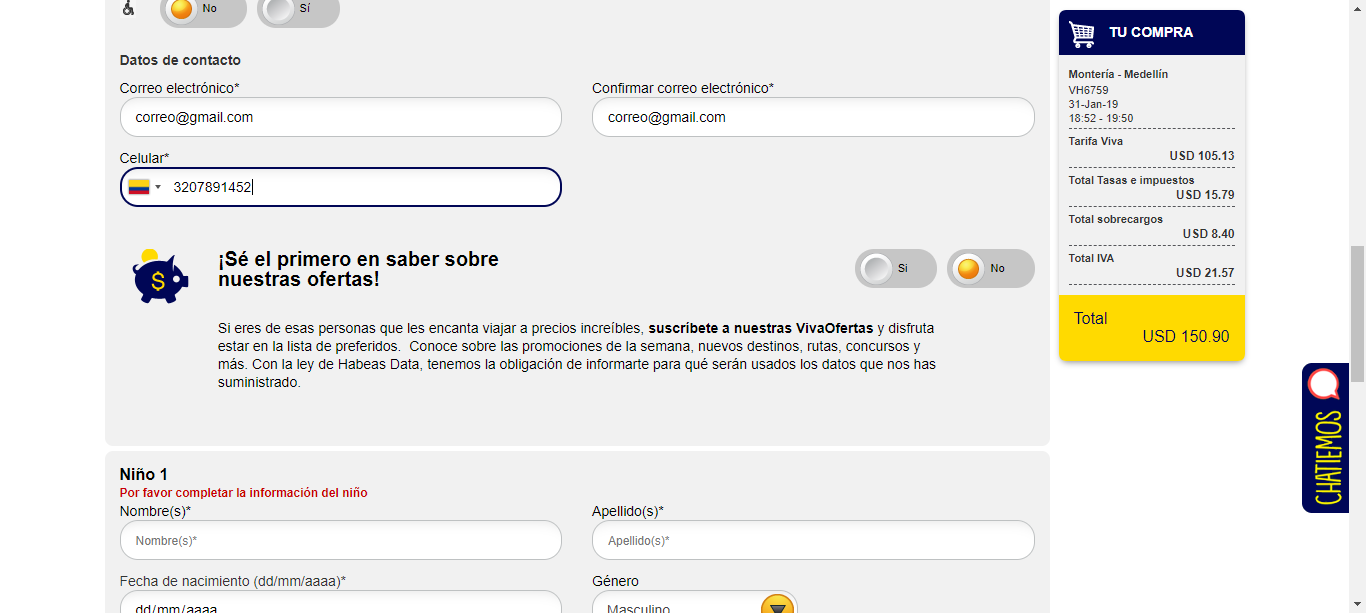 No
Sí
Datos de contacto
Correo electrónico*
Confirmar correo electrónico*
correo@gmail.com
correo@gmail.com
Celular*
3207891452
¡Sé el primero en saber sobre
nuestras ofertas!
Si
No
$
Si eres de esas personas que les encanta viajar a precios increíbles, suscríbete a nuestras VivaOfertas y disfruta
estar en la lista de preferidos. Conoce sobre las promociones de la semana, nuevos destinos, rutas, concursos y
más. Con la ley de Habeas Data, tenemos la obligación de informarte para qué serán usados los datos que nos has
suministrado.
Niño 1
Por favor completar la información del niño
Nombre(s)*
Apellido(s)*
Nombre(s)*
Apellido(s)*
Fecha de nacimiento (dd/mm/aaaa)*
Género
dd/mm/aaaa
Masculino
TU COMPRA
Montería - Medellín
VH6759
31-Jan-19
18:52 - 19:50
Tarifa Viva
USD 105.13
Total Tasas e impuestos
USD 15.79
Total sobrecargos
USD 8.40
Total IVA
USD 21.57
Total
USD 150.90
CHATIEMOS